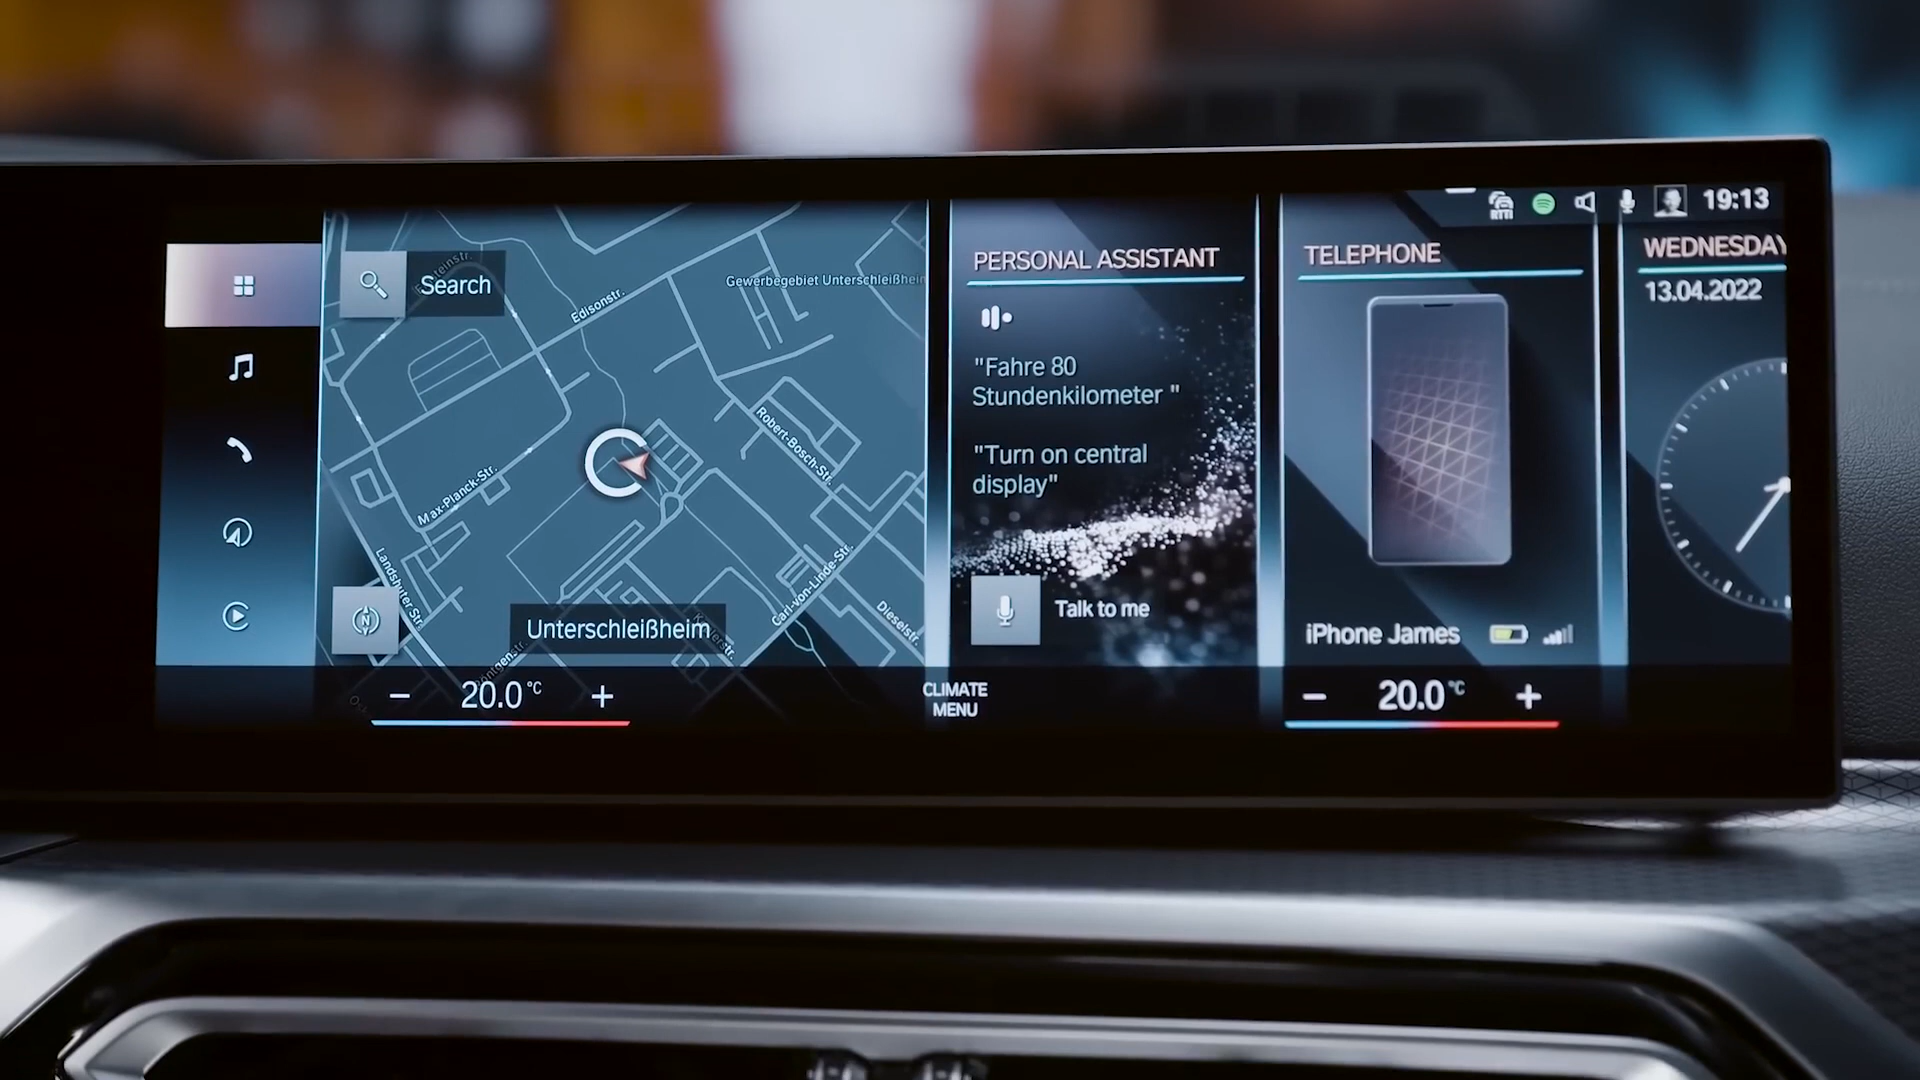 RTTI
19:13
Search
Edisonstr.
Gewerbegebiet Unterschleißheim
Robert-Bosch-Str.
Max-Planck-Str.
Landshuter Str.
Carl-von-Linde-Str.
Dieselstr.
N
Unterschleißheim
PERSONAL ASSISTANT
"Fahre 80
Stundenkilometer "
"Turn on central
display"
Talk to me
TELEPHONE
iPhone James
WEDNESDAY
13.04.2022
− 20.0 °C +
CLIMATE
MENU
− 20.0 °C +